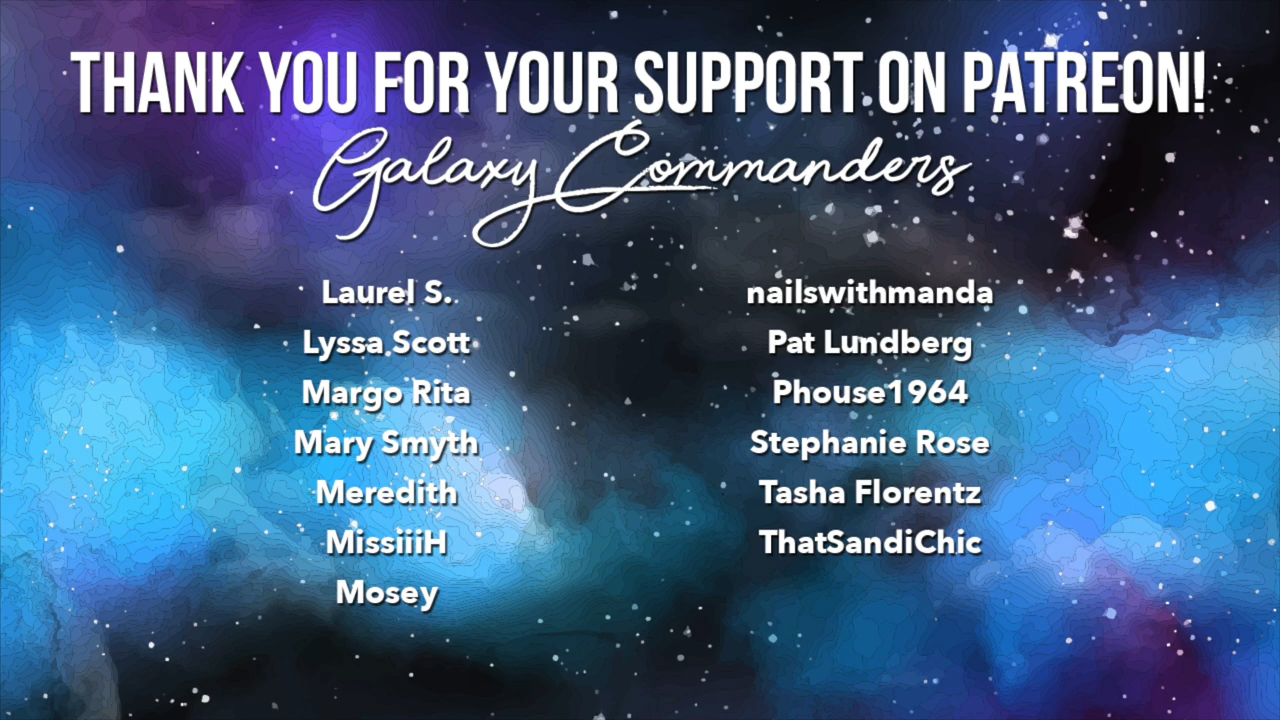 THANK YOU FOR YOUR SUPPORT ON PATREON!
Galaxy Commanders
Laurel S.
Lyssa Scott
Margo Rita
Mary Smyth
Meredith
MissiiiH
Mosey
nailswithmanda
Pat Lundberg
Phouse1964
Stephanie Rose
Tasha Florentz
ThatSandiChic